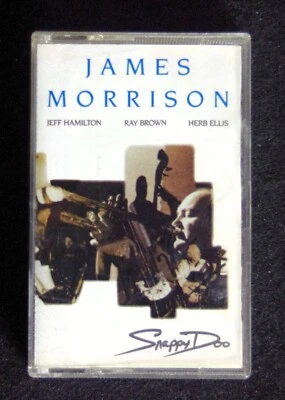 JAMES
MORRISON
JEFF HAMILTON RAY BROWN HERB ELLIS
Snappy Doo